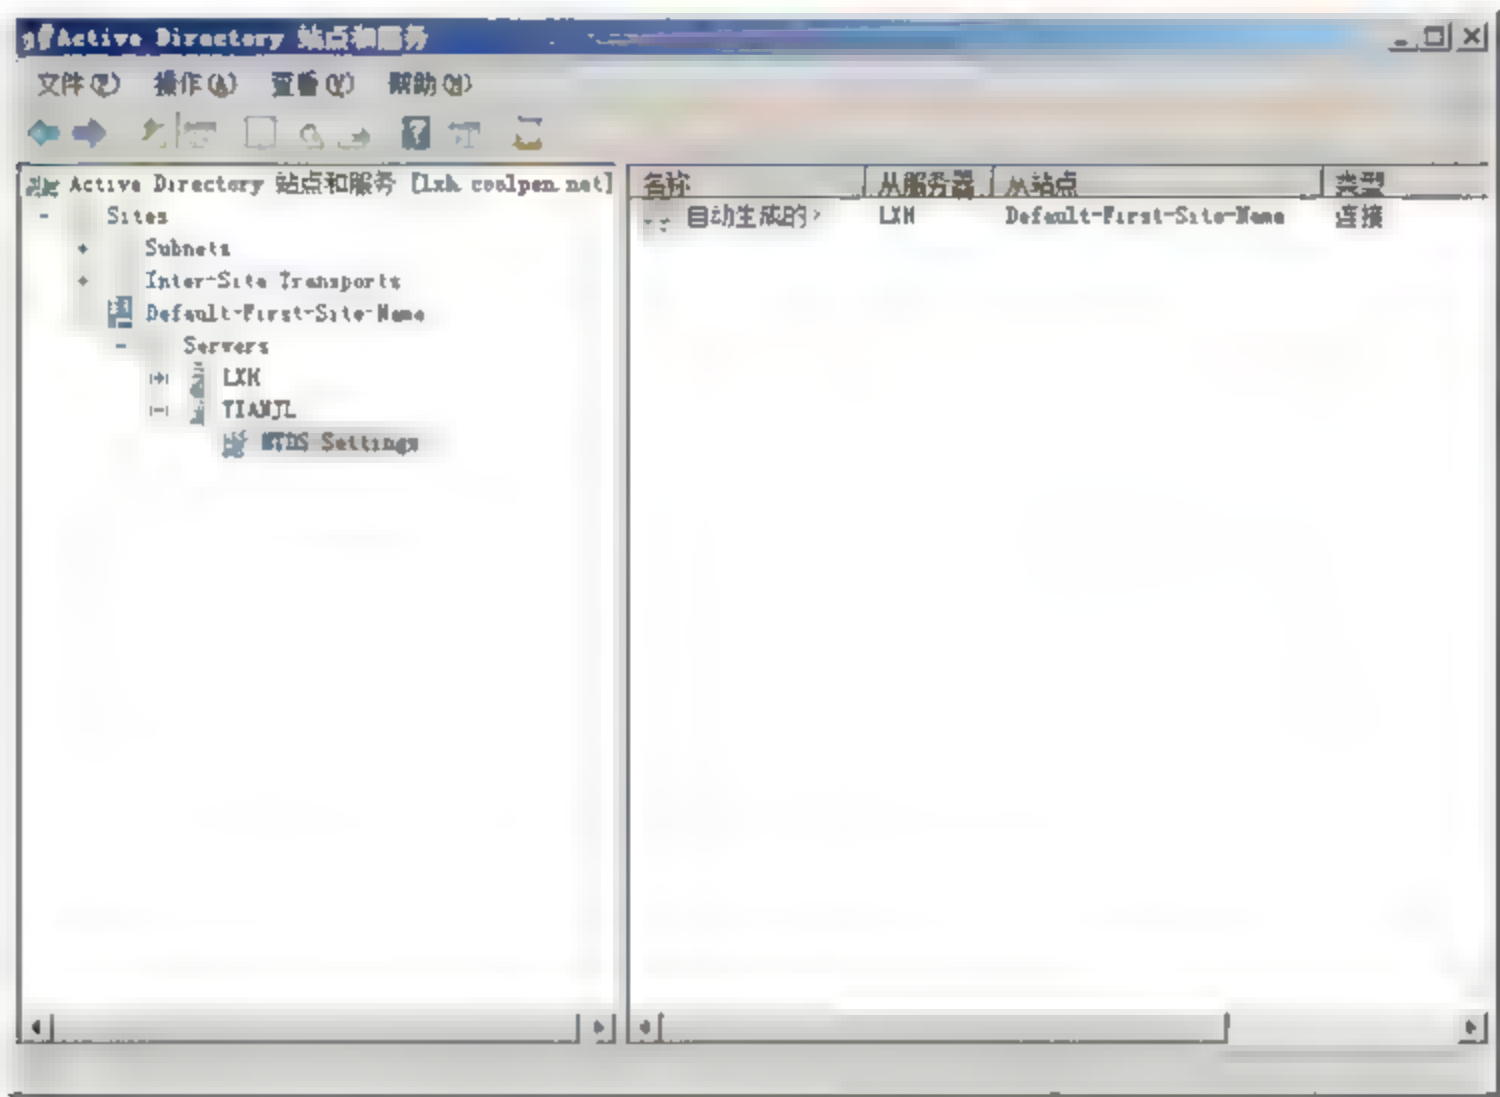 Active Directory 站点和服务
文件(F) 操作(A) 查看(V) 帮助(H)
Active Directory 站点和服务 [lxh.coolpen.net]
Sites
Subnets
Inter-Site Transports
Default-First-Site-Name
Servers
LXH
TIANJL
NTDS Settings
名称 从服务器 从站点 类型
自动生成的> LXH Default-First-Site-Name 连接